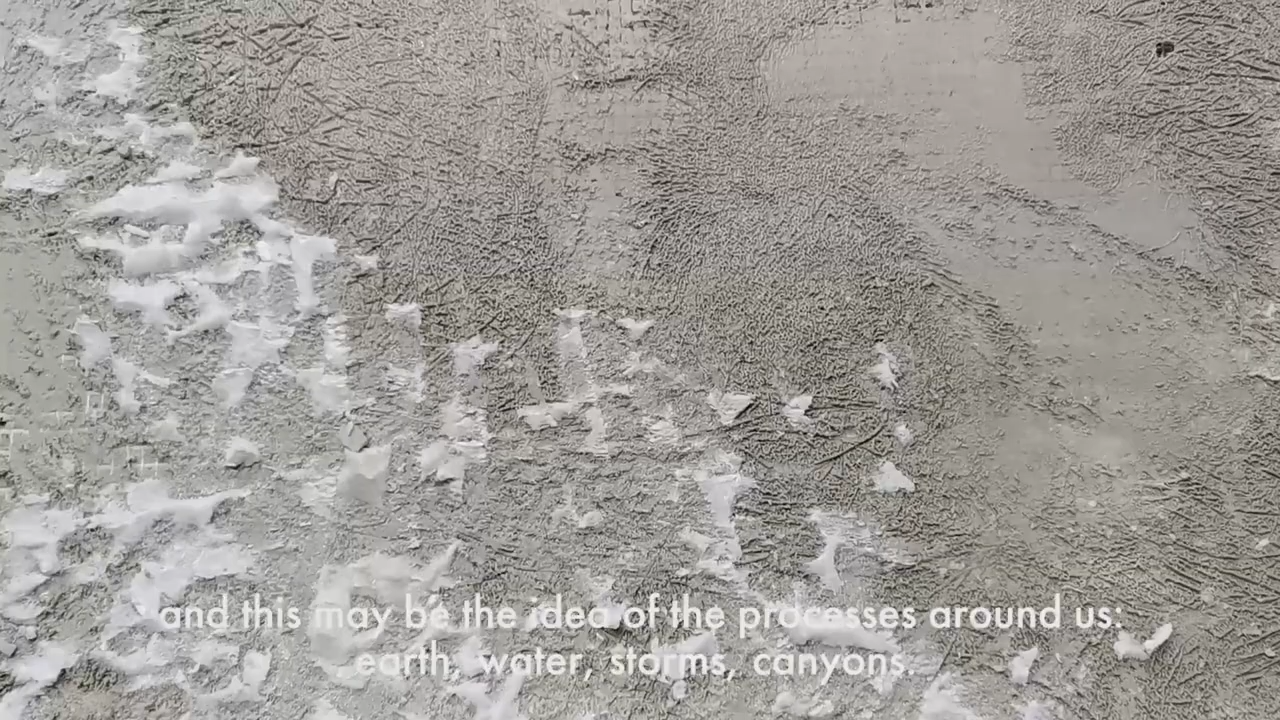 and this may be the idea of the processes around us:
earth, water, storms, canyons.